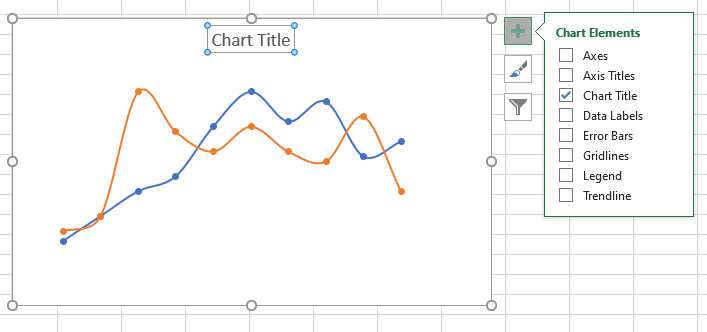 Chart Title
Chart Elements
Axes
Axis Titles
Chart Title
Data Labels
Error Bars
Gridlines
Legend
Trendline